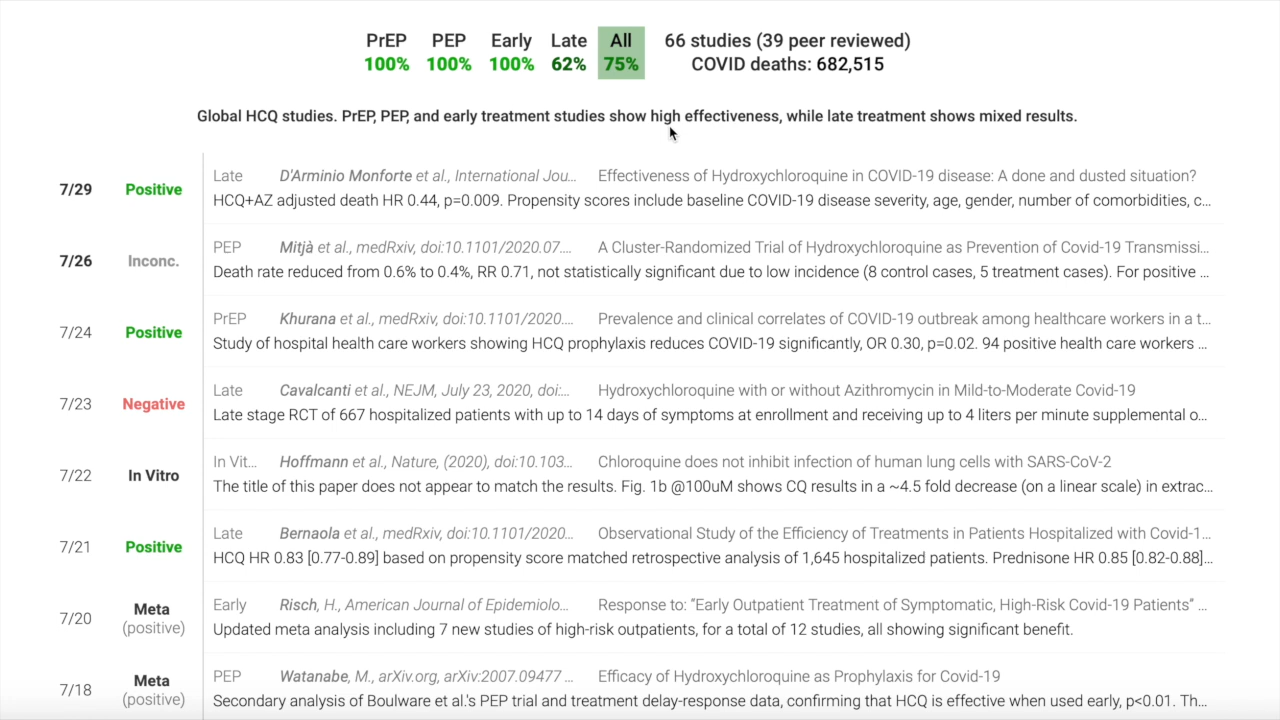 PrEP PEP Early Late All 66 studies (39 peer reviewed)
100% 100% 100% 62% 75% COVID deaths: 682,515
Global HCQ studies. PrEP, PEP, and early treatment studies show high effectiveness, while late treatment shows mixed results.
7/29 Positive Late D'Arminio Monforte et al., International Jou... Effectiveness of Hydroxychloroquine in COVID-19 disease: A done and dusted situation?
HCQ+AZ adjusted death HR 0.44, p=0.009. Propensity scores include baseline COVID-19 disease severity, age, gender, number of comorbidities, c...
7/26 Inconc. PEP Mitjà et al., medRxiv, doi:10.1101/2020.07.... A Cluster-Randomized Trial of Hydroxychloroquine as Prevention of Covid-19 Transmissi...
Death rate reduced from 0.6% to 0.4%, RR 0.71, not statistically significant due to low incidence (8 control cases, 5 treatment cases). For positive ...
7/24 Positive PrEP Khurana et al., medRxiv, doi:10.1101/2020.... Prevalence and clinical correlates of COVID-19 outbreak among healthcare workers in a t...
Study of hospital health care workers showing HCQ prophylaxis reduces COVID-19 significantly, OR 0.30, p=0.02. 94 positive health care workers ...
7/23 Negative Late Cavalcanti et al., NEJM, July 23, 2020, doi:... Hydroxychloroquine with or without Azithromycin in Mild-to-Moderate Covid-19
Late stage RCT of 667 hospitalized patients with up to 14 days of symptoms at enrollment and receiving up to 4 liters per minute supplemental o...
7/22 In Vitro In Vit... Hoffmann et al., Nature, (2020), doi:10.103... Chloroquine does not inhibit infection of human lung cells with SARS-CoV-2
The title of this paper does not appear to match the results. Fig. 1b @100uM shows CQ results in a ~4.5 fold decrease (on a linear scale) in extrac...
7/21 Positive Late Bernaola et al., medRxiv, doi:10.1101/2020... Observational Study of the Efficiency of Treatments in Patients Hospitalized with Covid-1...
HCQ HR 0.83 [0.77-0.89] based on propensity score matched retrospective analysis of 1,645 hospitalized patients. Prednisone HR 0.85 [0.82-0.88]...
7/20 Meta (positive) Early Risch, H., American Journal of Epidemiolo... Response to: "Early Outpatient Treatment of Symptomatic, High-Risk Covid-19 Patients" ...
Updated meta analysis including 7 new studies of high-risk outpatients, for a total of 12 studies, all showing significant benefit.
7/18 Meta (positive) PEP Watanabe, M., arXiv.org, arXiv:2007.09477 ... Efficacy of Hydroxychloroquine as Prophylaxis for Covid-19
Secondary analysis of Boulware et al.'s PEP trial and treatment delay-response data, confirming that HCQ is effective when used early, p<0.01. Th...